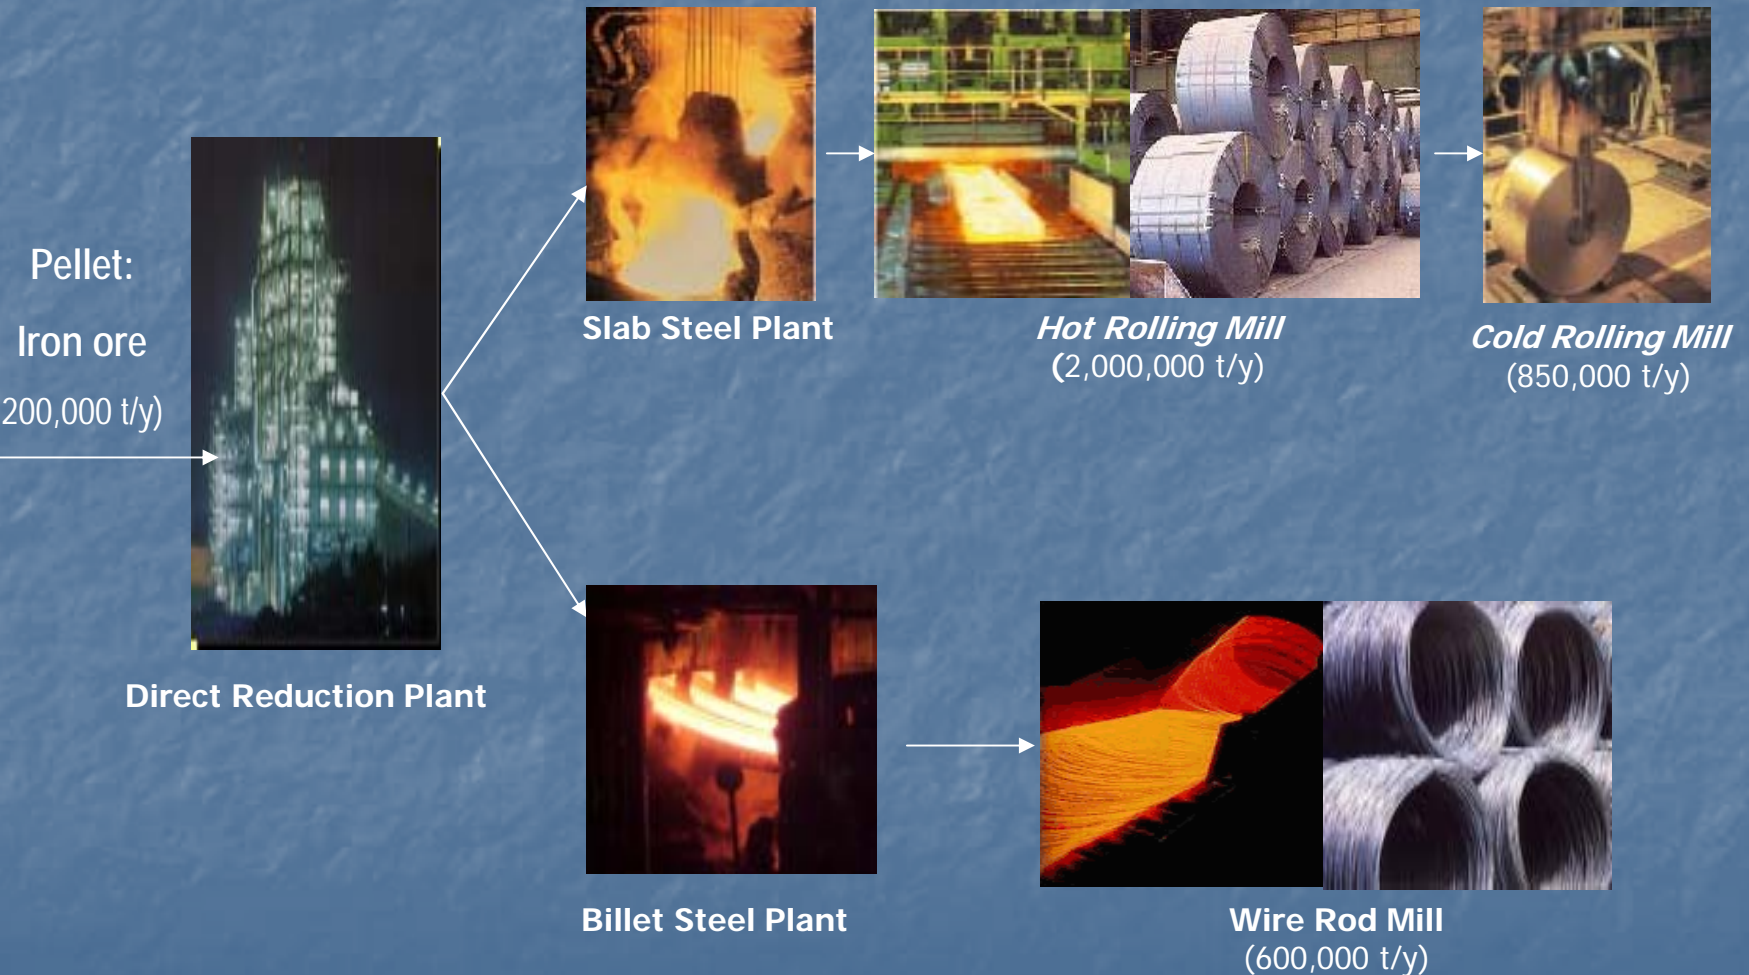 Pellet:
Iron ore
200,000 t/y)
Direct Reduction Plant
Slab Steel Plant
Hot Rolling Mill
(2,000,000 t/y)
Cold Rolling Mill
(850,000 t/y)
Billet Steel Plant
Wire Rod Mill
(600,000 t/y)